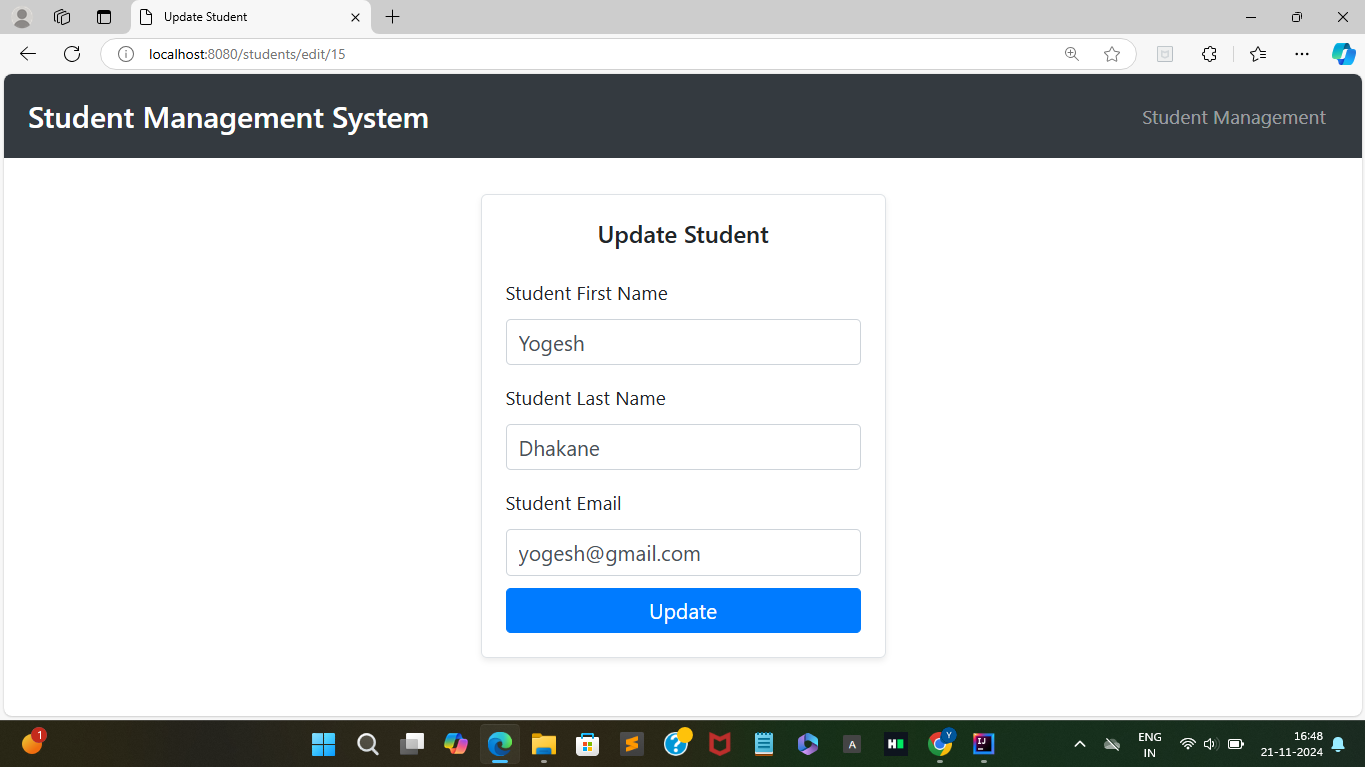 Update Student
localhost:8080/students/edit/15
Student Management System
Student Management
Update Student
Student First Name
Yogesh
Student Last Name
Dhakane
Student Email
yogesh@gmail.com
Update
1
A
H
Y
IJ
ENG
IN
16:48
21-11-2024